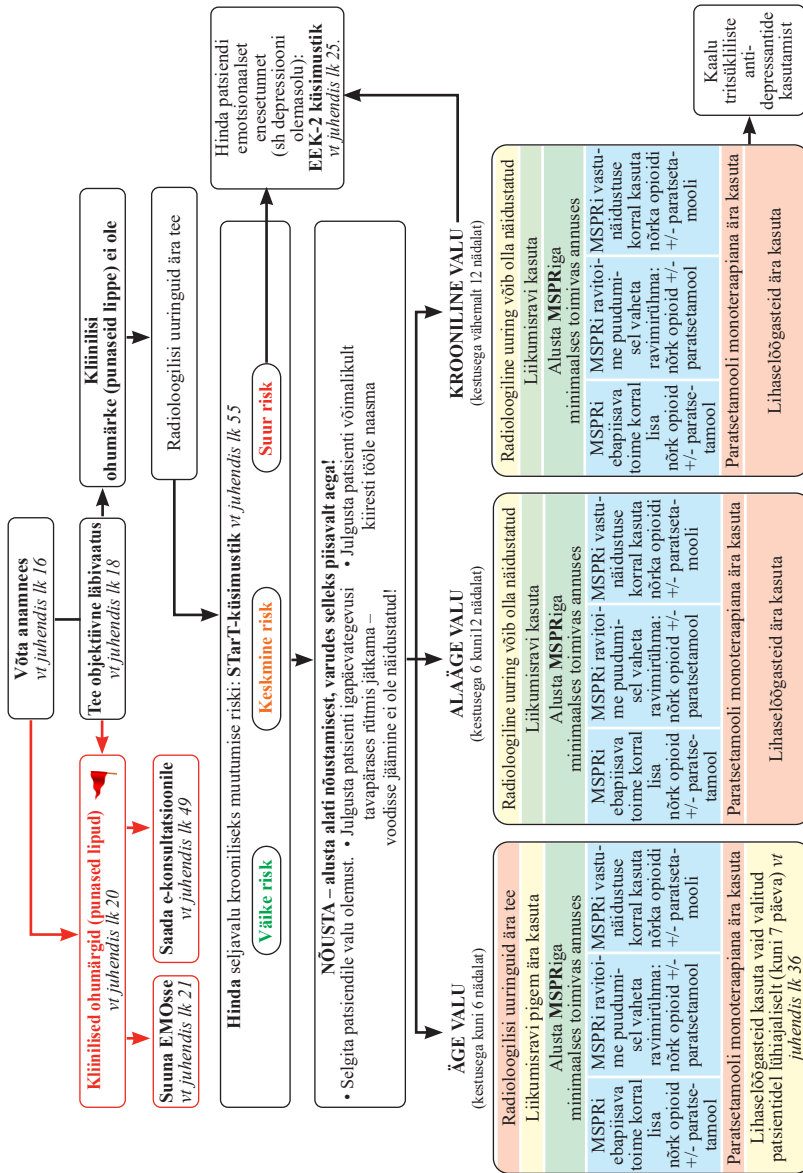 Võta anamnees
vt juhendis lk 16
Tee objektiivne läbivaatus
vt juhendis lk 18
Kliinilised ohumärgid (punased lipud)
vt juhendis lk 20
Suuna EMOsse
vt juhendis lk 21
Saada e-konsultatsioonile
vt juhendis lk 49
Kliinilisi
ohumärke (punaseid lippe) ei ole
Radioloogilisi uuringuid ära tee
Hinda seljavalu krooniliseks muutumise riski: STarT-küsimustik vt juhendis lk 55
Väike risk
Keskmine risk
Suur risk
Hinda patsiendi
emotsionaalset
enesetunnet
(sh depressiooni
olemasolu):
EEK-2 küsimustik
vt juhendis lk 25.
NÕUSTA – alusta alati nõustamisest, varudes selleks piisavalt aega!
• Selgita patsiendile valu olemust.
• Julgusta patsienti igapäevategevusi
tavapärases rütmis jätkama –
voodisse jäämine ei ole näidustatud!
• Julgusta patsienti võimalikult
kiiresti tööle naasma
ÄGE VALU
(kestusega kuni 6 nädalat)
Radioloogilisi uuringuid ära tee
Liikumisravi pigem ära kasuta
Alusta MSPRiga
minimaalses toimivas annuses
MSPRi
ebapiisava
toime korral
lisa
nõrk opioid
+/- paratse-
tamool
MSPRi ravitoi-
me puudumi-
sel vaheta
ravimirühma:
nõrk opioid +/-
paratsetamool
MSPRi vastu-
näidustuse
korral kasuta
nõrka opioidi
+/- paratseta-
mooli
Paratsetamooli monoteraapiana ära kasuta
Lihaselõõgasteid kasuta vaid valitud
patsientidel lühiajaliselt (kuni 7 päeva) vt
juhendis lk 36
ALAÄGE VALU
(kestusega 6 kuni12 nädalat)
Radioloogiline uuring võib olla näidustatud
Liikumisravi kasuta
Alusta MSPRiga
minimaalses toimivas annuses
MSPRi
ebapiisava
toime korral
lisa
nõrk opioid
+/- paratse-
tamool
MSPRi ravitoi-
me puudumi-
sel vaheta
ravimirühma:
nõrk opioid +/-
paratsetamool
MSPRi vastu-
näidustuse
korral kasuta
nõrka opioidi
+/- paratseta-
mooli
Paratsetamooli monoteraapiana ära kasuta
Lihaselõõgasteid ära kasuta
KROONILINE VALU
(kestusega vähemalt 12 nädalat)
Radioloogiline uuring võib olla näidustatud
Liikumisravi kasuta
Alusta MSPRiga
minimaalses toimivas annuses
MSPRi
ebapiisava
toime korral
lisa
nõrk opioid
+/- paratse-
tamool
MSPRi ravitoi-
me puudumi-
sel vaheta
ravimirühma:
nõrk opioid +/-
paratsetamool
MSPRi vastu-
näidustuse
korral kasuta
nõrka opioidi
+/- paratseta-
mooli
Paratsetamooli monoteraapiana ära kasuta
Lihaselõõgasteid ära kasuta
Kaalu
tritsükliliste
anti-
depressantide
kasutamist